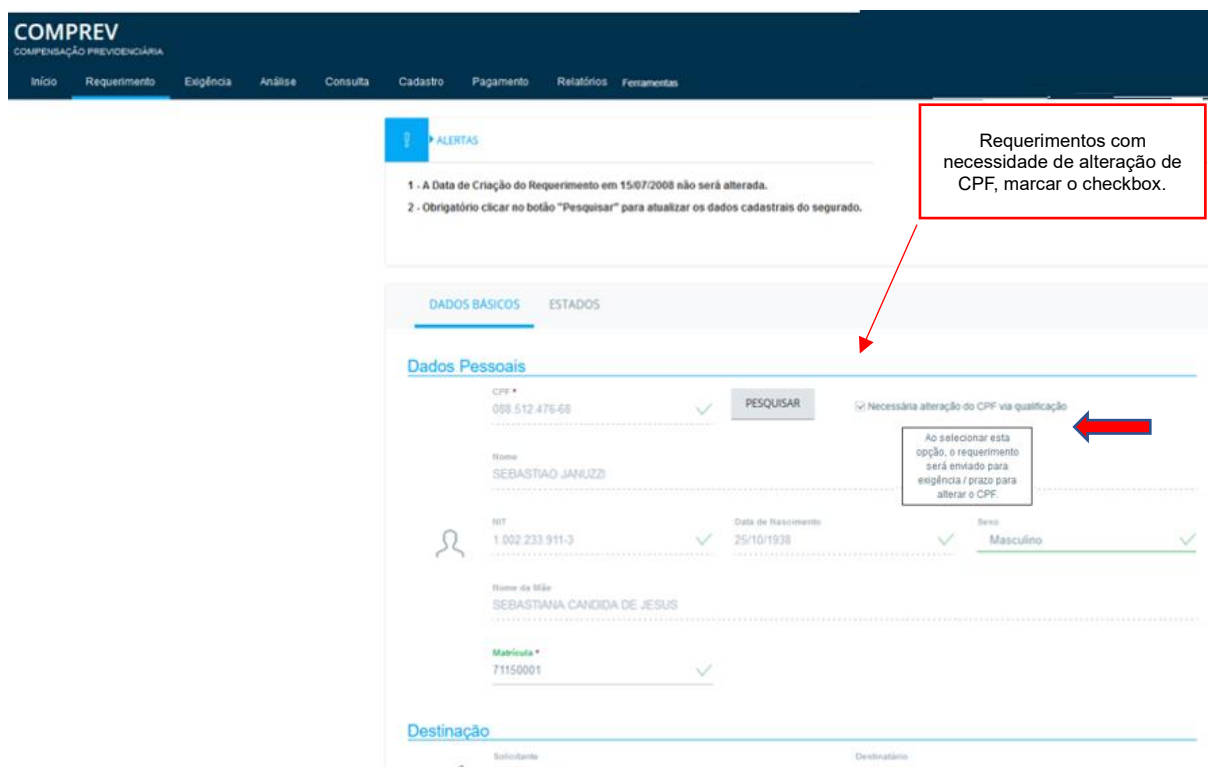 COMPREV
COMPENSAÇÃO PREVIDENCIÁRIA
Início Requerimento Exigência Análise Consulta Cadastro Pagamento Relatórios Ferramentas
ALERTAS
1 - A Data de Criação do Requerimento em 15/07/2008 não será alterada.
2 - Obrigatório clicar no botão "Pesquisar" para atualizar os dados cadastrais do segurado.
Requerimentos com
necessidade de alteração de
CPF, marcar o checkbox.
DADOS BÁSICOS ESTADOS
Dados Pessoais
CPF *
088.512.476-68
PESQUISAR
Necessária alteração do CPF via qualificação
Ao selecionar esta
opção, o requerimento
será enviado para
exigência / prazo para
alterar o CPF.
Nome
SEBASTIAO JANUZZI
NIT Data de Nascimento Sexo
1.002.233.911-3 25/10/1938 Masculino
Nome da Mãe
SEBASTIANA CANDIDA DE JESUS
Matrícula *
71150001
Destinação
Solicitante Destinatário